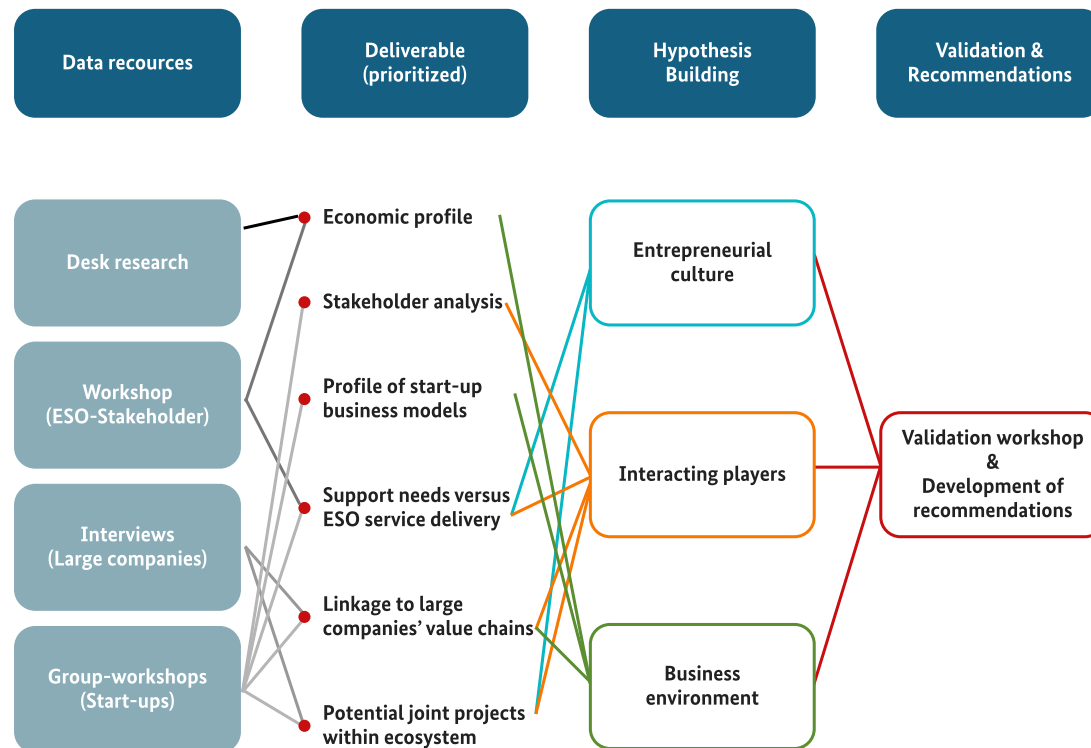 Data recources
Deliverable
(prioritized)
Hypothesis
Building
Validation &
Recommendations
Desk research
Workshop
(ESO-Stakeholder)
Interviews
(Large companies)
Group-workshops
(Start-ups)
Economic profile
Stakeholder analysis
Profile of start-up
business models
Support needs versus
ESO service delivery
Linkage to large
companies’ value chains
Potential joint projects
within ecosystem
Entrepreneurial
culture
Interacting players
Business
environment
Validation workshop
&
Development of
recommendations